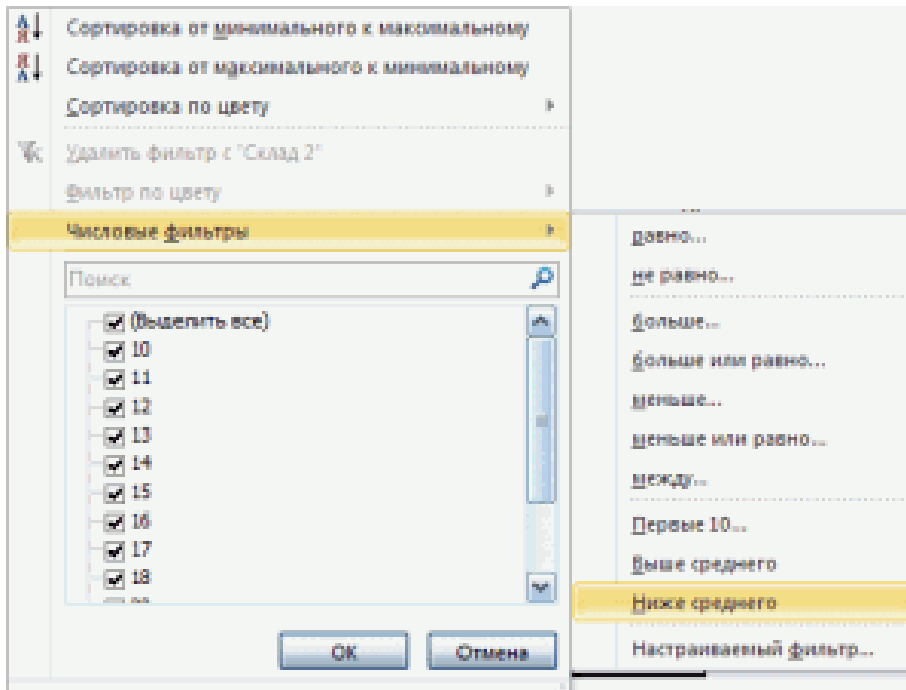 Сортировка от минимального к максимальному
Сортировка от максимального к минимальному
Сортировка по цвету
Удалить фильтр с "Склад 2"
Фильтр по цвету
Числовые фильтры
Поиск
(Выделить все)
10
11
12
13
14
15
16
17
18
ОК
Отмена
равно...
не равно...
больше...
больше или равно...
меньше...
меньше или равно...
между...
Первые 10...
Выше среднего
Ниже среднего
Настраиваемый фильтр...